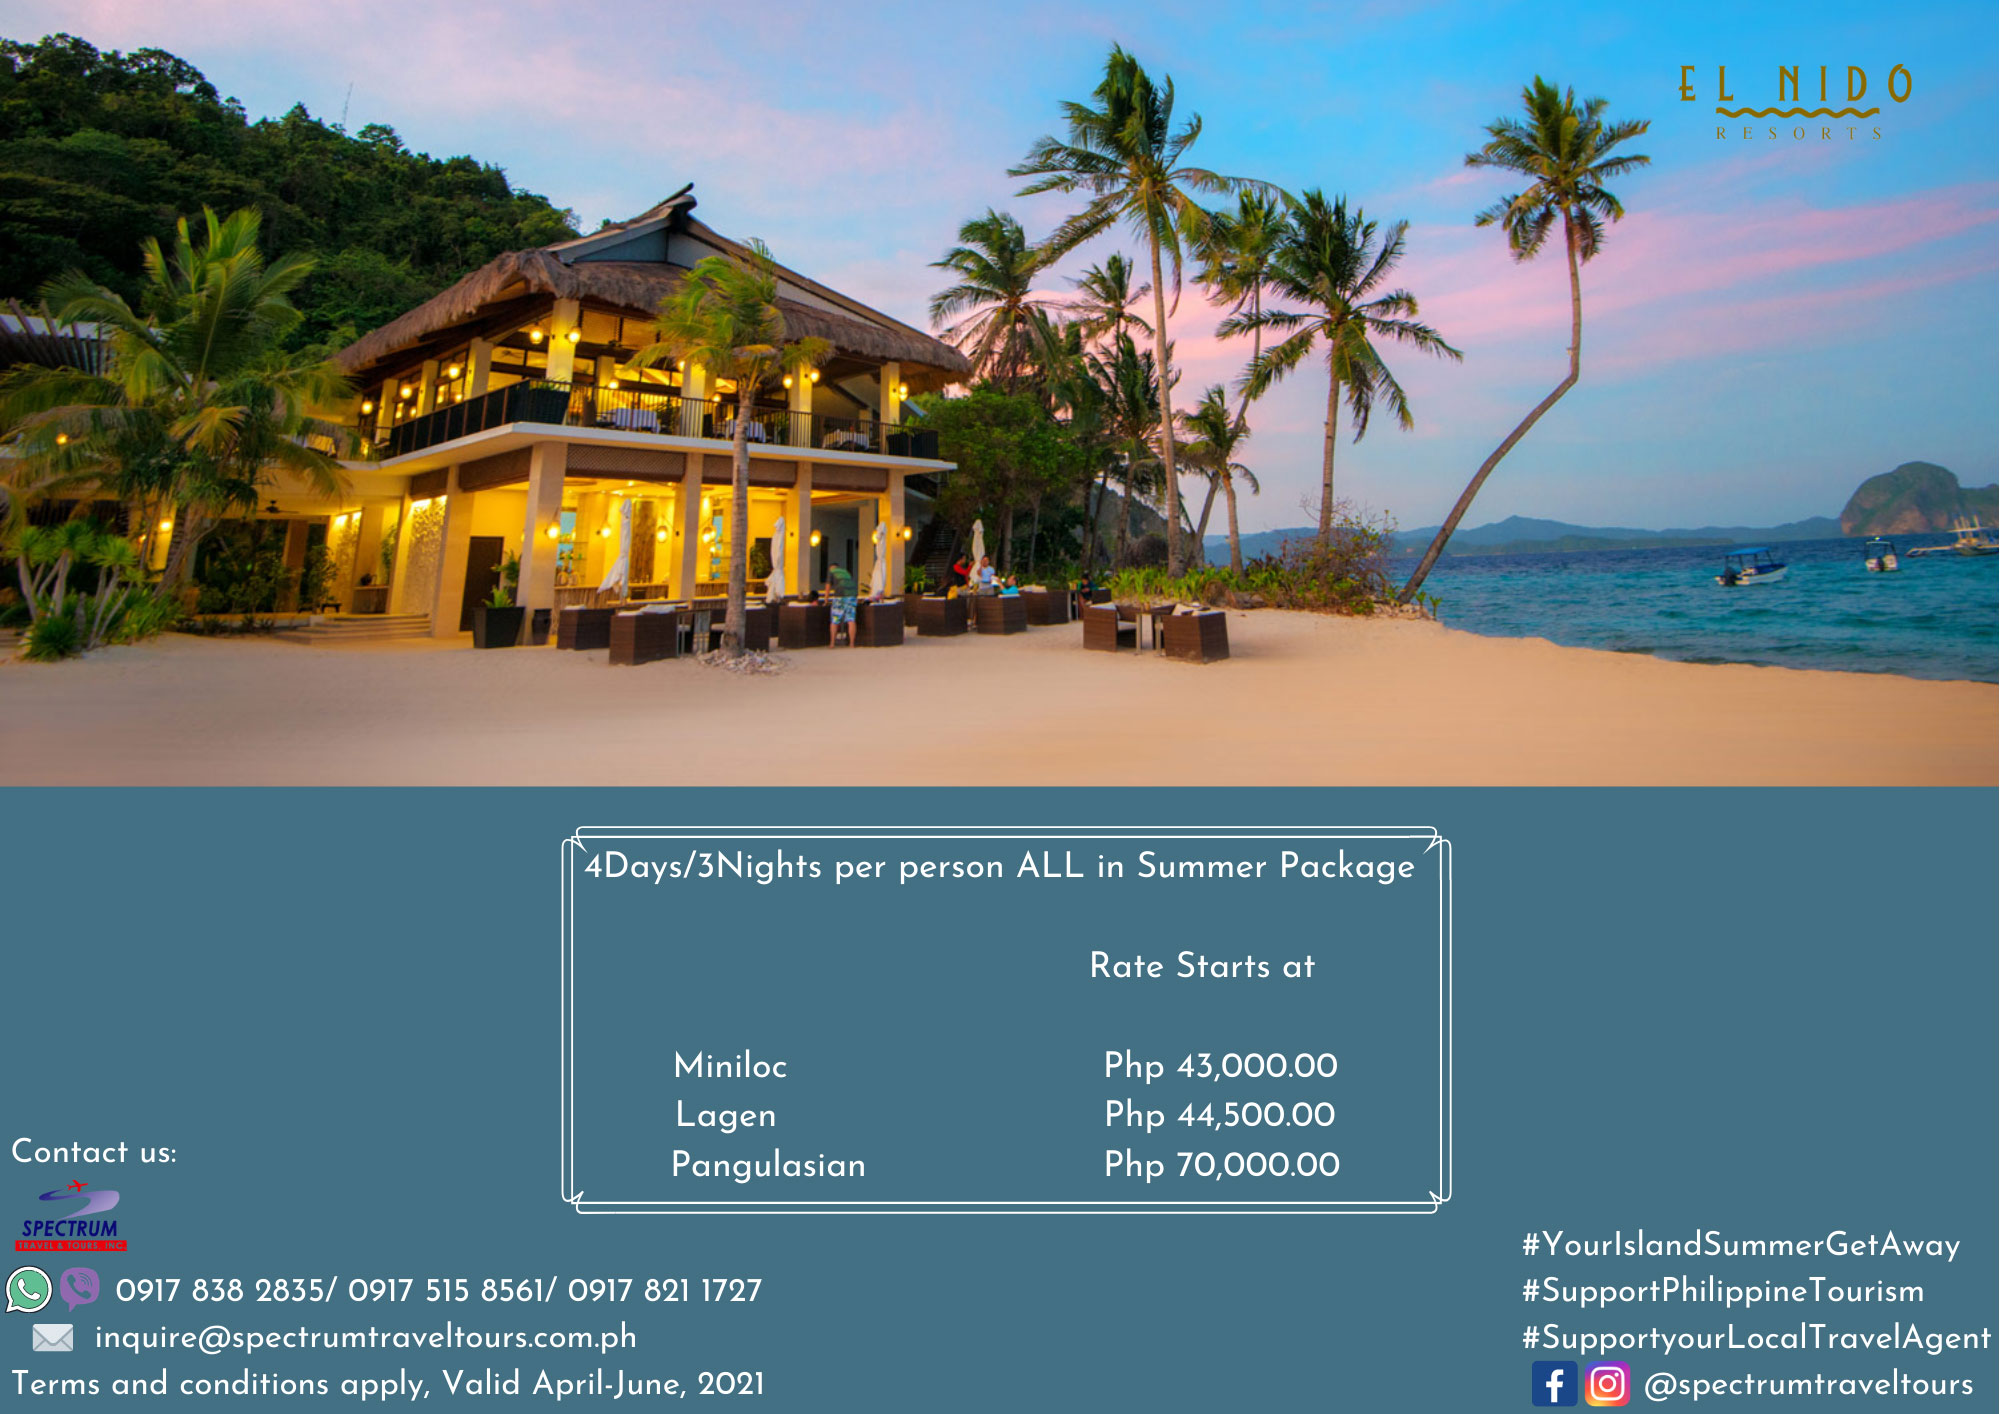 EL NIDO
RESORTS
4Days/3Nights per person ALL in Summer Package
Rate Starts at
Miniloc Php 43,000.00
Lagen Php 44,500.00
Pangulasian Php 70,000.00
Contact us:
SPECTRUM
TRAVEL & TOURS, INC.
0917 838 2835/ 0917 515 8561/ 0917 821 1727
inquire@spectrumtraveltours.com.ph
Terms and conditions apply, Valid April-June, 2021
#YourIslandSummerGetAway
#SupportPhilippineTourism
#SupportyourLocalTravelAgent
@spectrumtraveltours